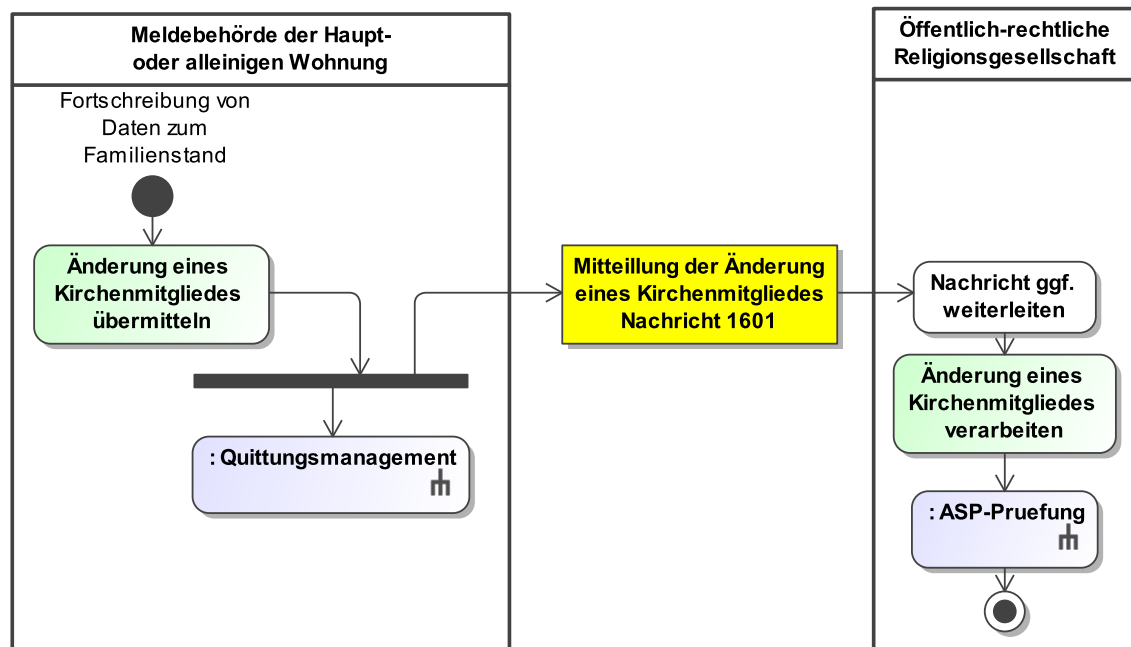 Meldebehörde der Haupt-
oder alleinigen Wohnung
Fortschreibung von
Daten zum
Familienstand
Änderung eines
Kirchenmitgliedes
übermitteln
: Quittungsmanagement
Mitteillung der Änderung
eines Kirchenmitgliedes
Nachricht 1601
Öffentlich-rechtliche
Religionsgesellschaft
Nachricht ggf.
weiterleiten
Änderung eines
Kirchenmitgliedes
verarbeiten
: ASP-Pruefung